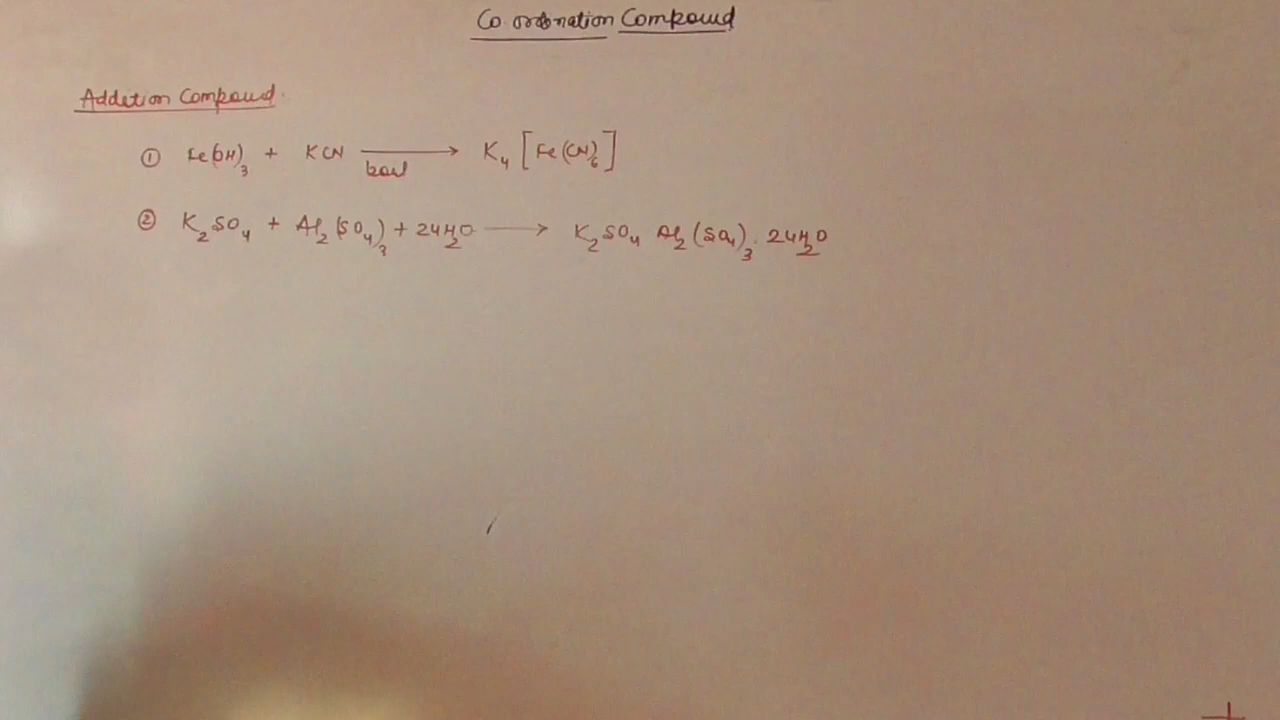 Co ordination Compound
Addition Compound.
① Fe(OH)₃ + KCN ⟶ K₄[Fe(CN)₆]
boil
② K₂SO₄ + Al₂(SO₄)₃ + 24H₂O ⟶ K₂SO₄ Al₂(SO₄)₃. 24H₂O